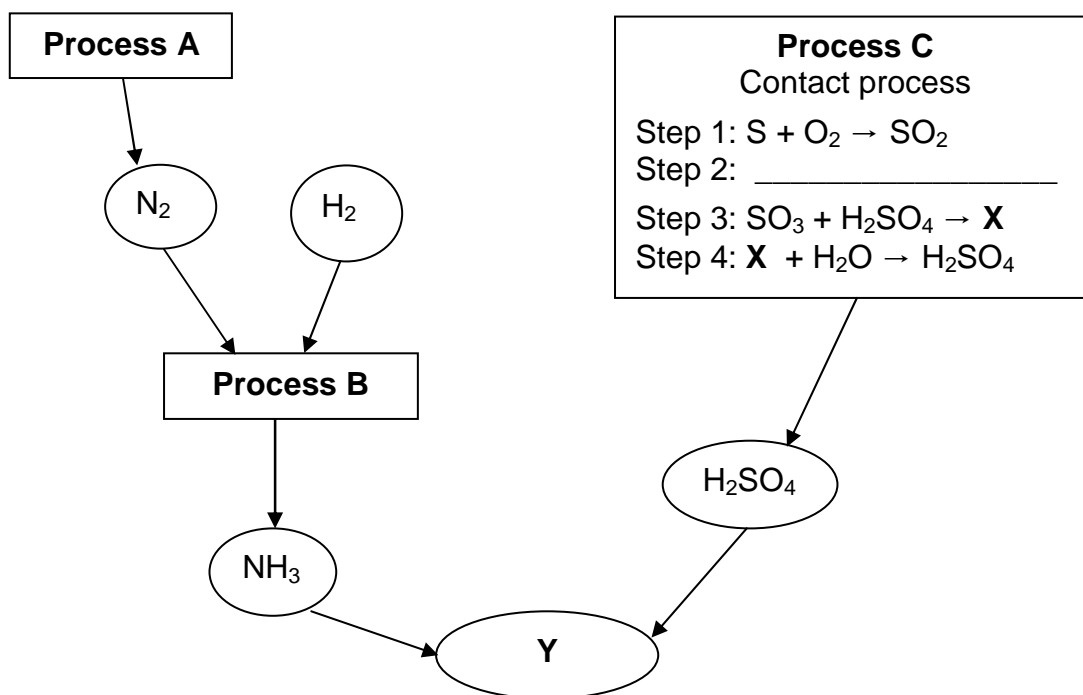 Process A
N₂
H₂
Process B
NH₃
Process C
Contact process
Step 1: S + O₂ → SO₂
Step 2: __________________
Step 3: SO₃ + H₂SO₄ → X
Step 4: X + H₂O → H₂SO₄
H₂SO₄
Y